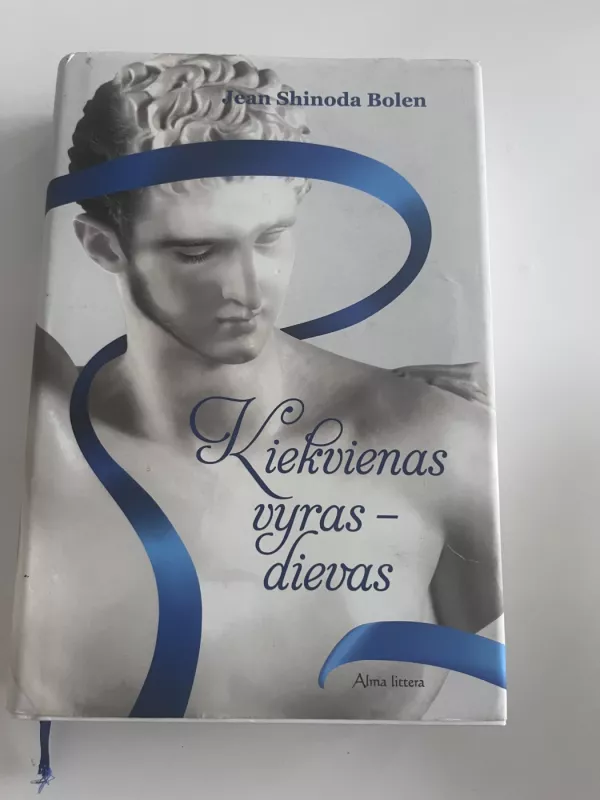 Jean Shinoda Bolen
Kiekvienas
vyras –
dievas
Alma littera